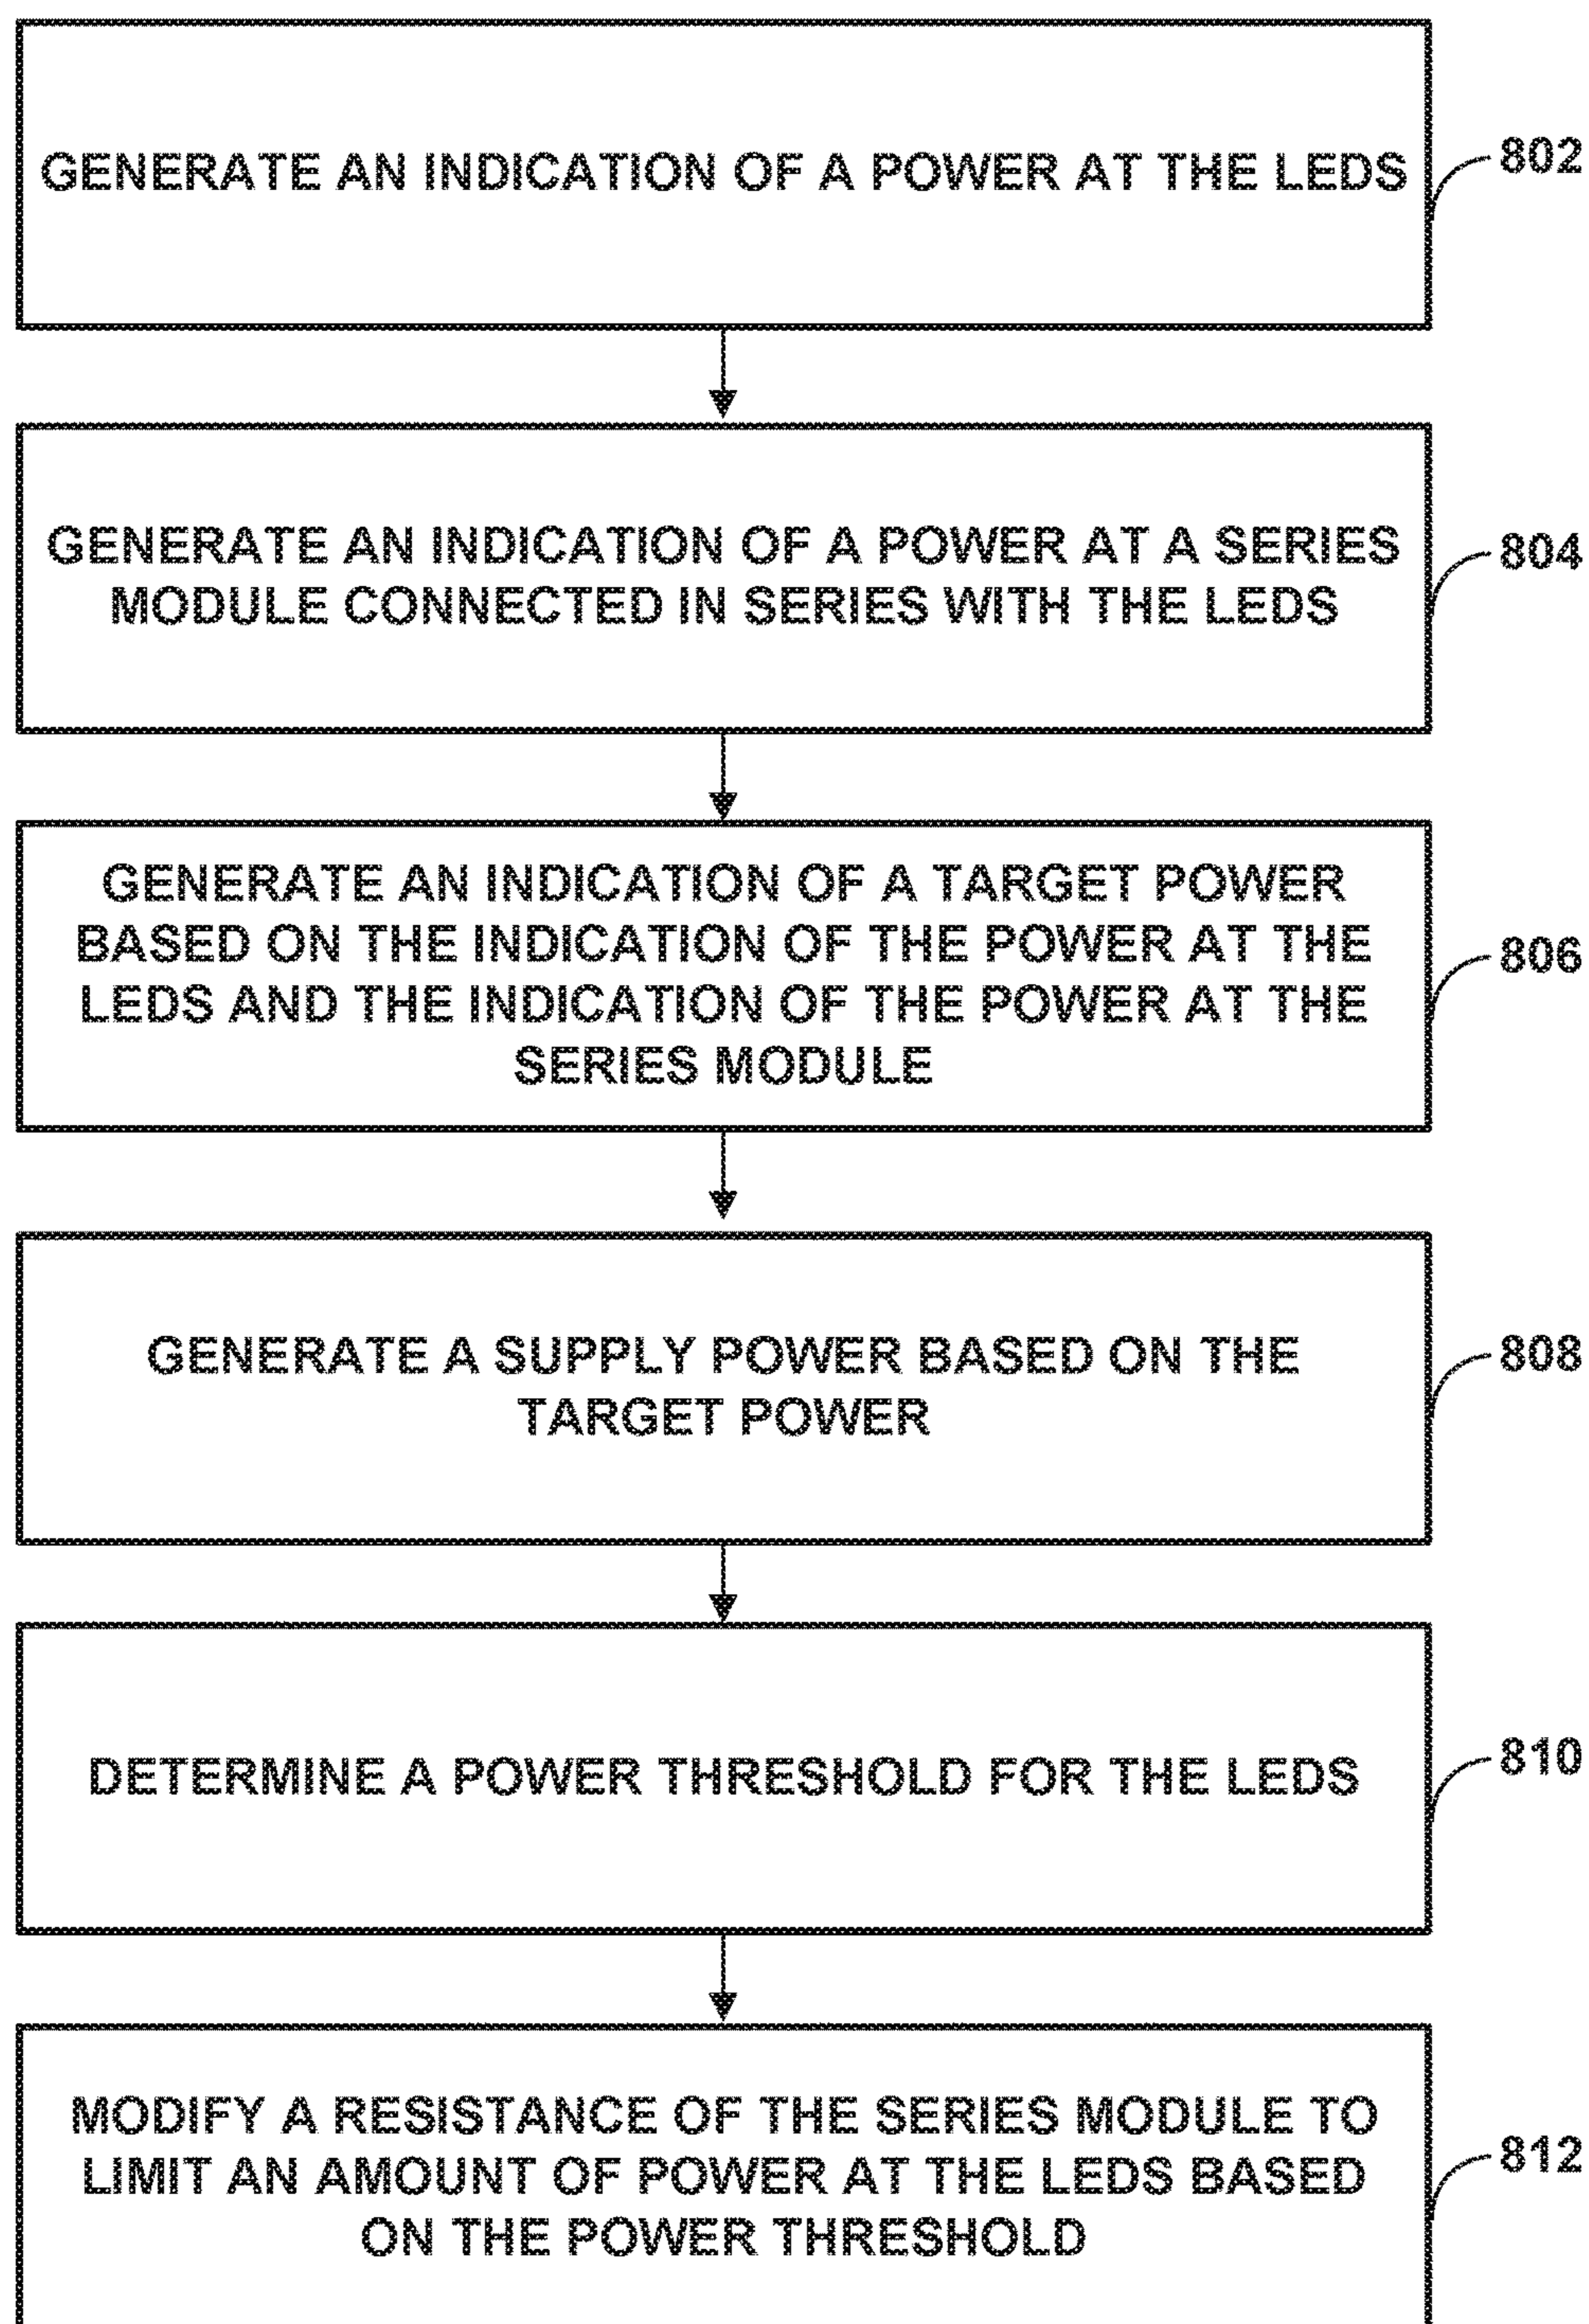 GENERATE AN INDICATION OF A POWER AT THE LEDS
802
GENERATE AN INDICATION OF A POWER AT A SERIES
MODULE CONNECTED IN SERIES WITH THE LEDS
804
GENERATE AN INDICATION OF A TARGET POWER
BASED ON THE INDICATION OF THE POWER AT THE
LEDS AND THE INDICATION OF THE POWER AT THE
SERIES MODULE
806
GENERATE A SUPPLY POWER BASED ON THE
TARGET POWER
808
DETERMINE A POWER THRESHOLD FOR THE LEDS
810
MODIFY A RESISTANCE OF THE SERIES MODULE TO
LIMIT AN AMOUNT OF POWER AT THE LEDS BASED
ON THE POWER THRESHOLD
812